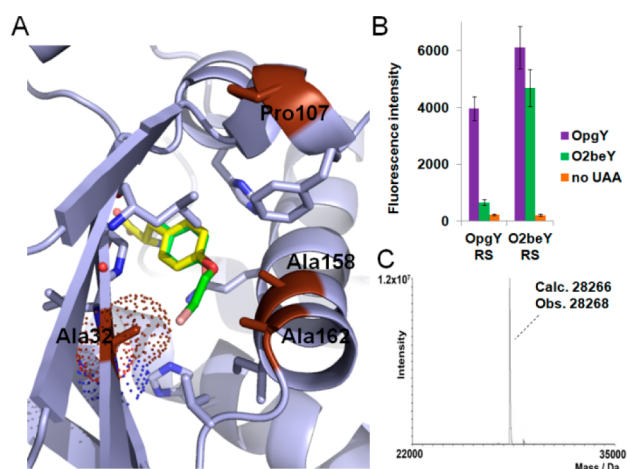 A
Pro107
Ala158
Ala32
Ala162
B
Fluorescence intensity
6000
4000
2000
0
OpgY
O2beY
no UAA
OpgY O2beY
RS RS
C
1.2x10⁷
Calc. 28266
Obs. 28268
Intensity
22000 35000
Mass / Da